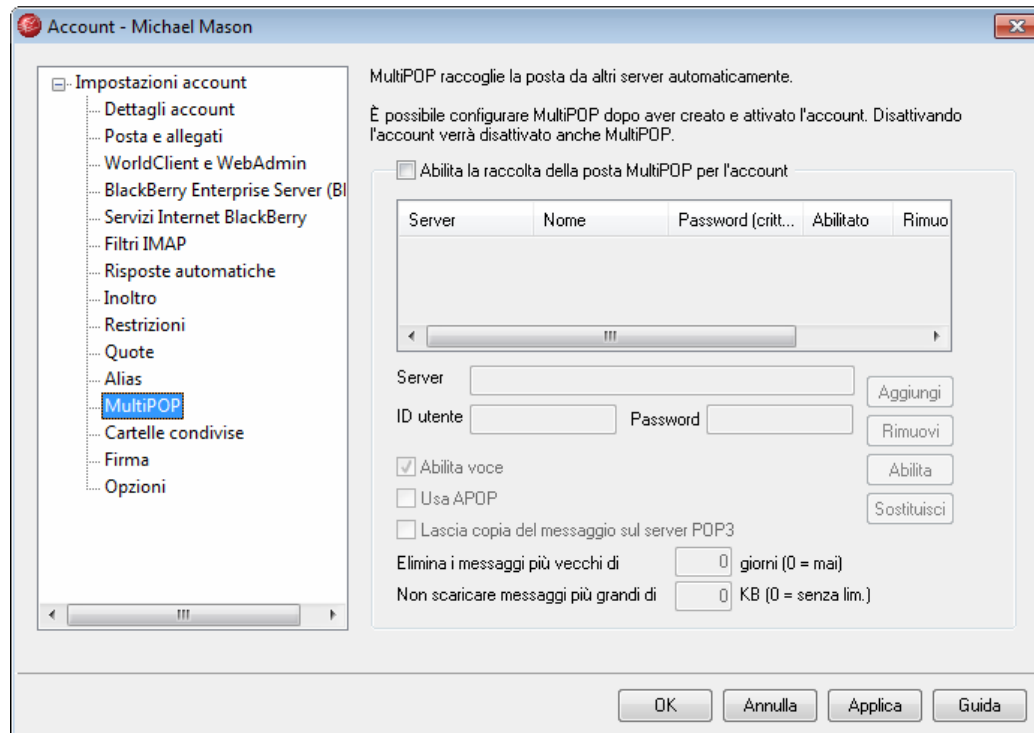 Account - Michael Mason
Impostazioni account
Dettagli account
Posta e allegati
WorldClient e WebAdmin
BlackBerry Enterprise Server (Bl
Servizi Internet BlackBerry
Filtri IMAP
Risposte automatiche
Inoltro
Restrizioni
Quote
Alias
MultiPOP
Cartelle condivise
Firma
Opzioni
MultiPOP raccoglie la posta da altri server automaticamente.
È possibile configurare MultiPOP dopo aver creato e attivato l'account. Disattivando
l'account verrà disattivato anche MultiPOP.
Abilita la raccolta della posta MultiPOP per l'account
Server Nome Password (critt... Abilitato Rimuo
Server
Aggiungi
ID utente Password
Rimuovi
Abilita voce
Abilita
Usa APOP
Sostituisci
Lascia copia del messaggio sul server POP3
Elimina i messaggi più vecchi di 0 giorni (0 = mai)
Non scaricare messaggi più grandi di 0 KB (0 = senza lim.)
OK Annulla Applica Guida